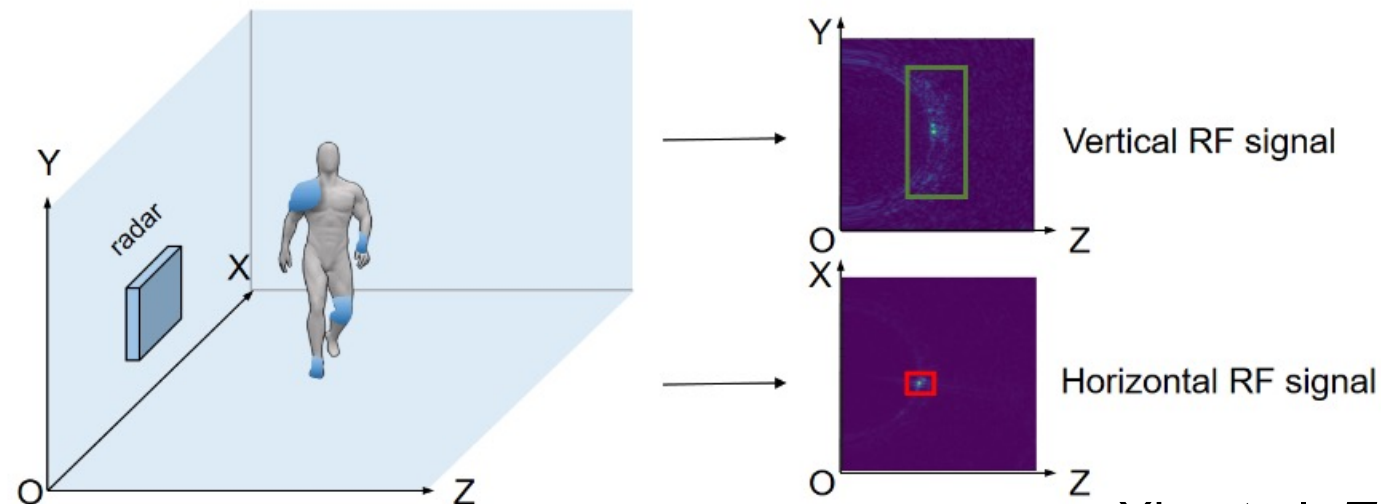 Y
radar
X
O
Z
Y
O
Z
Vertical RF signal
X
O
Z
Horizontal RF signal